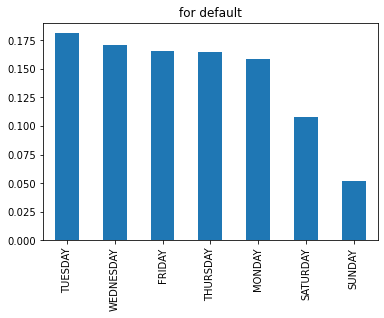 for default
0.175
0.150
0.125
0.100
0.075
0.050
0.025
0.000
TUESDAY
WEDNESDAY
FRIDAY
THURSDAY
MONDAY
SATURDAY
SUNDAY